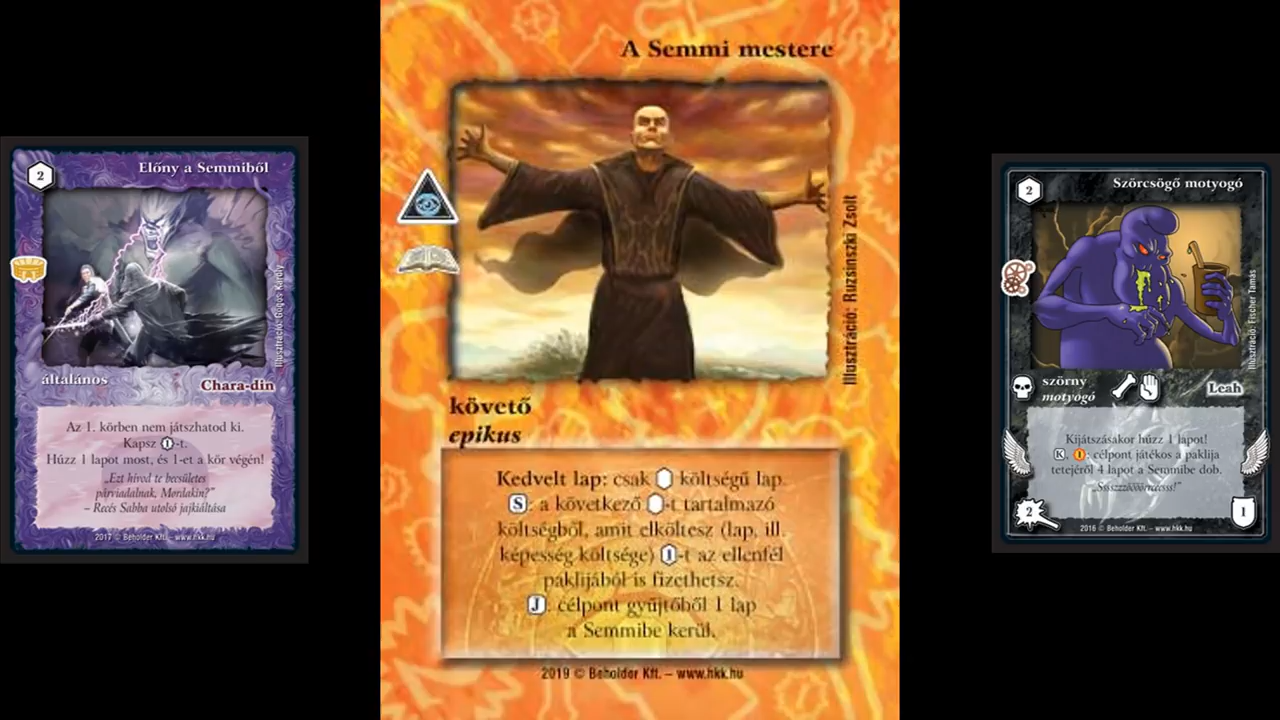 2
Előny a Semmiből
Illusztráció: Boros Károly
általános
Chara-din
Az 1. körben nem játszhatod ki.
Kapsz 1-t.
Húzz 1 lapot most, és 1-et a kör végén!
„Ezt hívod te becsületes
párviadalnak, Mordakin?”
– Recés Sabba utolsó jajkiáltása
2017 © Beholder Kft. – www.hkk.hu
A Semmi mestere
Illusztráció: Ruzsinszki Zsolt
követő
epikus
Kedvelt lap: csak költségű lap.
S: a következő -t tartalmazó
költségből, amit elköltesz (lap, ill.
képesség költsége) 1-t az ellenfél
paklijából is fizethetsz.
J: célpont gyűjtőből 1 lap
a Semmibe kerül.
2019 © Beholder Kft. – www.hkk.hu
2
Szörcsögő motyogó
Illusztráció: Fischer Tamás
szörny
motyogó
Leah
Kijátszásakor húzz 1 lapot!
K, 1: célpont játékos a paklija
tetejéről 4 lapot a Semmibe dob.
2
1
2016 © Beholder Kft. – www.hkk.hu